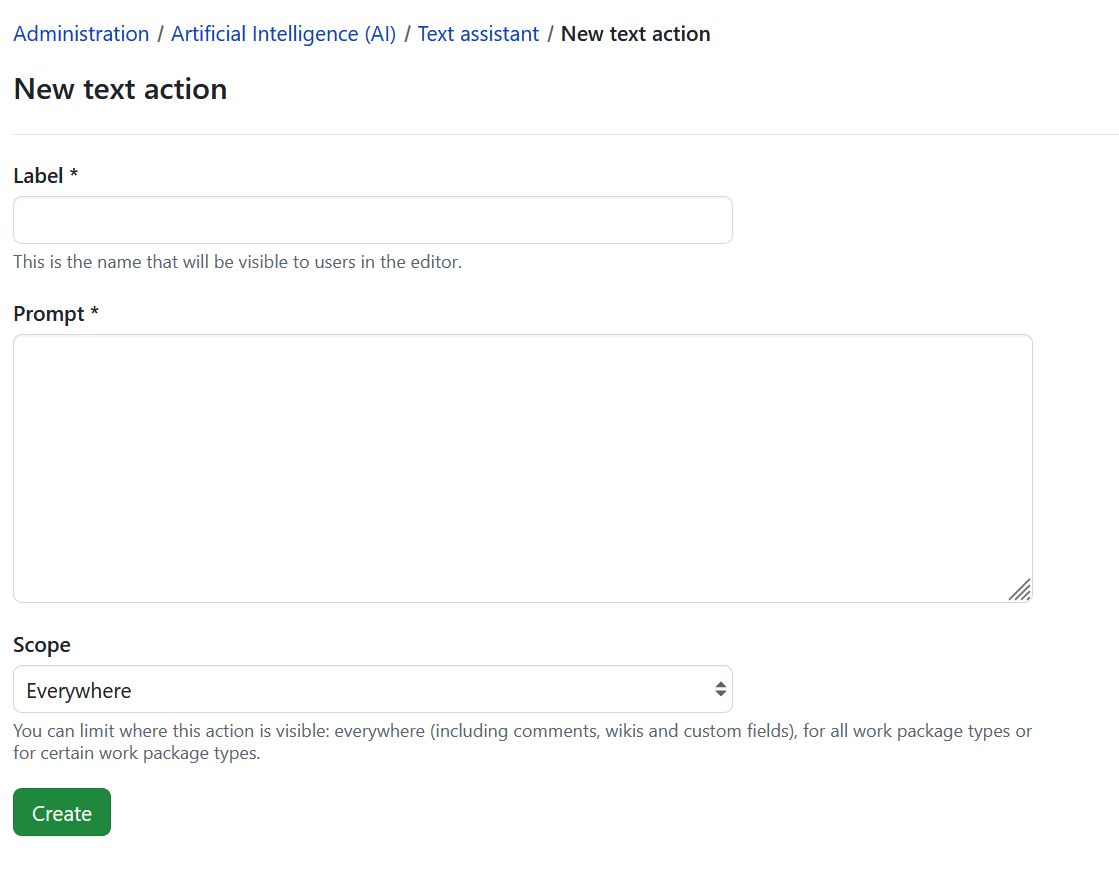 Administration / Artificial Intelligence (AI) / Text assistant / New text action
New text action
Label *
This is the name that will be visible to users in the editor.
Prompt *
Scope
Everywhere
You can limit where this action is visible: everywhere (including comments, wikis and custom fields), for all work package types or
for certain work package types.
Create